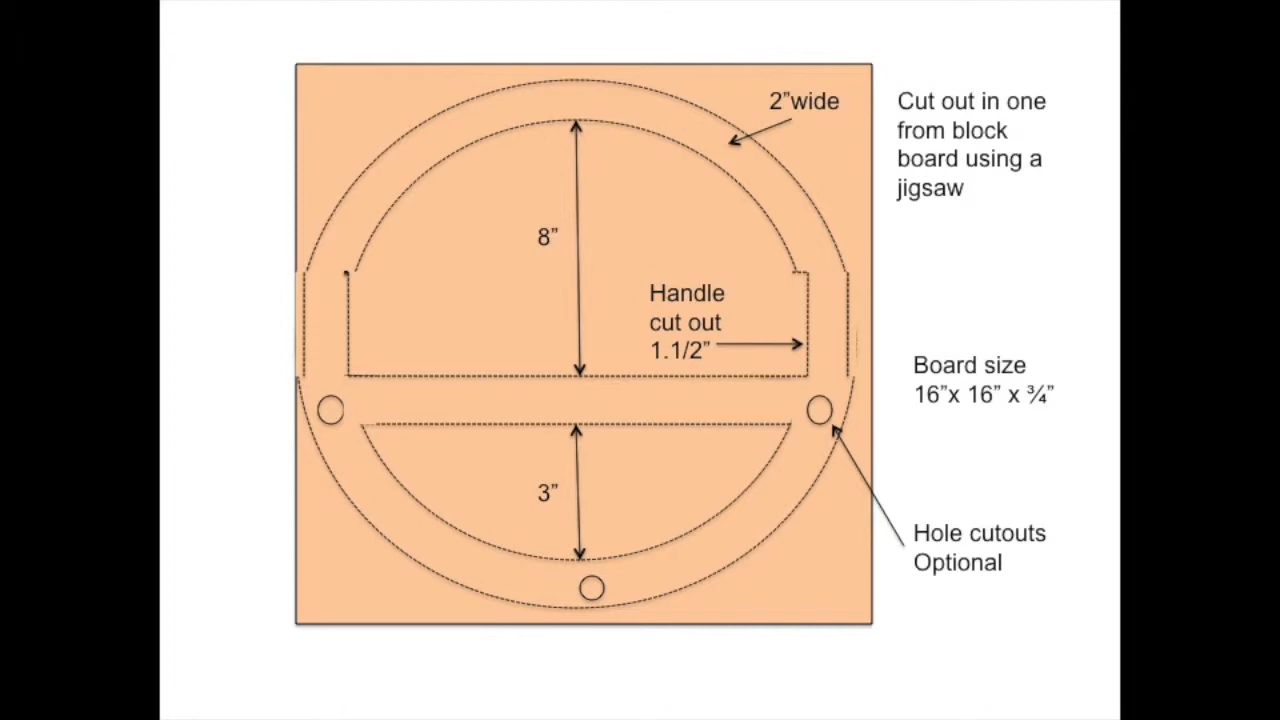 2”wide
Cut out in one
from block
board using a
jigsaw
8”
Handle
cut out
1.1/2”
Board size
16”x 16” x ¾”
3”
Hole cutouts
Optional